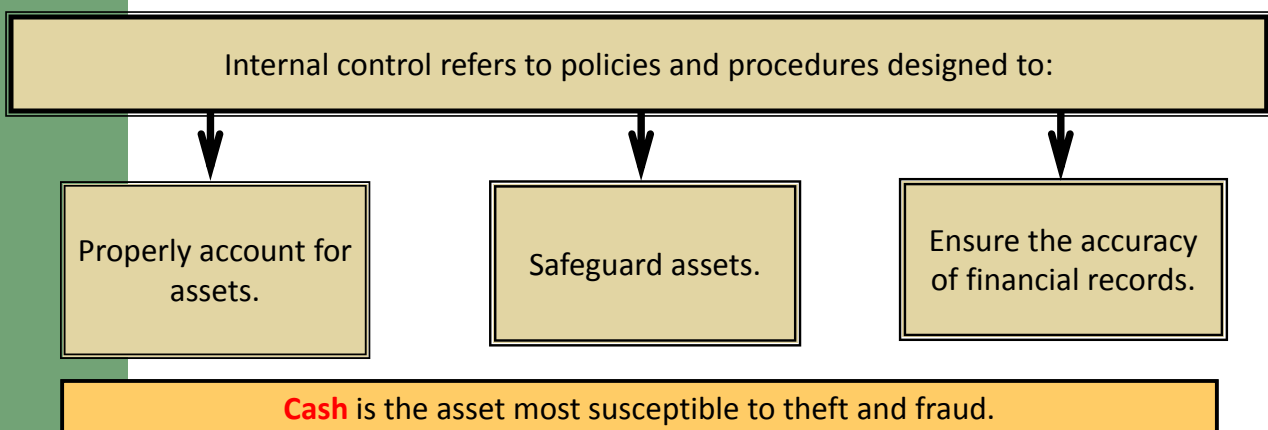 Internal control refers to policies and procedures designed to:
Properly account for
assets.
Safeguard assets.
Ensure the accuracy
of financial records.
Cash is the asset most susceptible to theft and fraud.